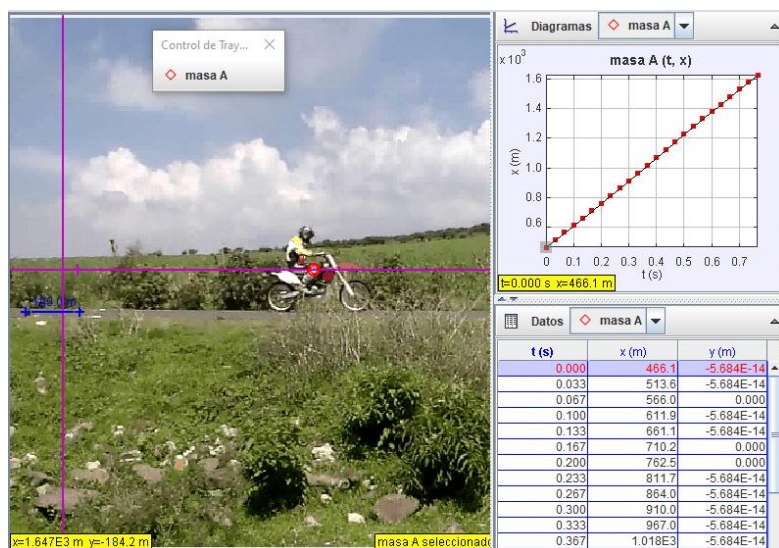 Control de Tray...
masa A
x=1.647E3 m y=-184.2 m
masa A seleccionado
Diagramas masa A
masa A (t, x)
x 10³
x (m)
1.6
1.4
1.2
1.0
0.8
0.6
0 0.1 0.2 0.3 0.4 0.5 0.6 0.7
t (s)
t=0.000 s x=466.1 m
Datos masa A
t (s) x (m) y (m)
0.000 466.1 -5.684E-14
0.033 513.6 -5.684E-14
0.067 566.0 0.000
0.100 611.9 -5.684E-14
0.133 661.1 -5.684E-14
0.167 710.2 0.000
0.200 762.5 0.000
0.233 811.7 -5.684E-14
0.267 864.0 -5.684E-14
0.300 910.0 -5.684E-14
0.333 967.0 -5.684E-14
0.367 1.018E3 -5.684E-14